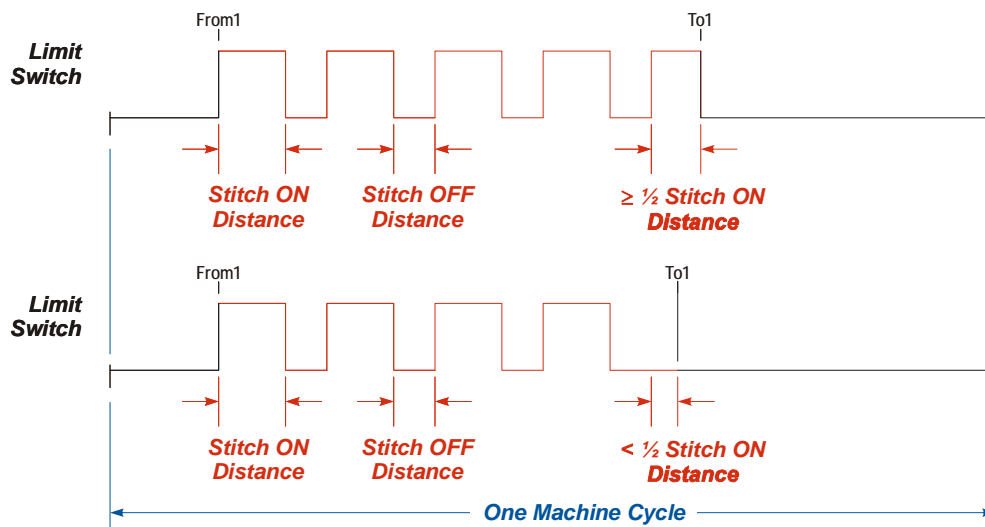 From1
To1
Limit
Switch
Stitch ON
Distance
Stitch OFF
Distance
≥ ½ Stitch ON
Distance
From1
To1
Limit
Switch
Stitch ON
Distance
Stitch OFF
Distance
< ½ Stitch ON
Distance
One Machine Cycle